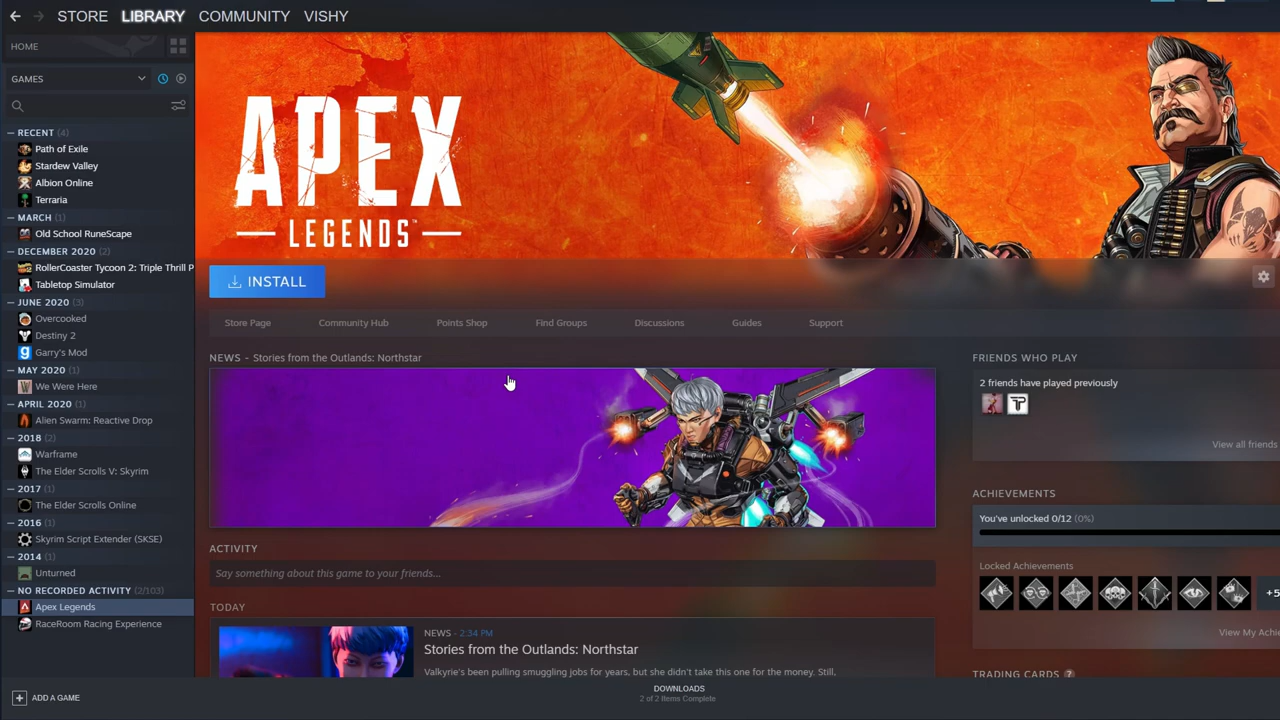 STORE LIBRARY COMMUNITY VISHY
HOME
GAMES
RECENT (4)
Path of Exile
Stardew Valley
Albion Online
Terraria
MARCH (1)
Old School RuneScape
DECEMBER 2020 (2)
RollerCoaster Tycoon 2: Triple Thrill P
Tabletop Simulator
JUNE 2020 (3)
Overcooked
Destiny 2
Garry's Mod
MAY 2020 (1)
We Were Here
APRIL 2020 (1)
Alien Swarm: Reactive Drop
2018 (2)
Warframe
The Elder Scrolls V: Skyrim
2017 (1)
The Elder Scrolls Online
2016 (1)
Skyrim Script Extender (SKSE)
2014 (1)
Unturned
NO RECORDED ACTIVITY (2/103)
Apex Legends
RaceRoom Racing Experience
APEX
LEGENDS™
INSTALL
Store Page Community Hub Points Shop Find Groups Discussions Guides Support
NEWS - Stories from the Outlands: Northstar
ACTIVITY
Say something about this game to your friends...
TODAY
NEWS - 2:34 PM
Stories from the Outlands: Northstar
Valkyrie's been pulling smuggling jobs for years, but she didn't take this one for the money. Still,
FRIENDS WHO PLAY
2 friends have played previously
View all friends
ACHIEVEMENTS
You've unlocked 0/12 (0%)
Locked Achievements
+5
View My Achie
TRADING CARDS ?
ADD A GAME
DOWNLOADS
2 of 2 Items Complete